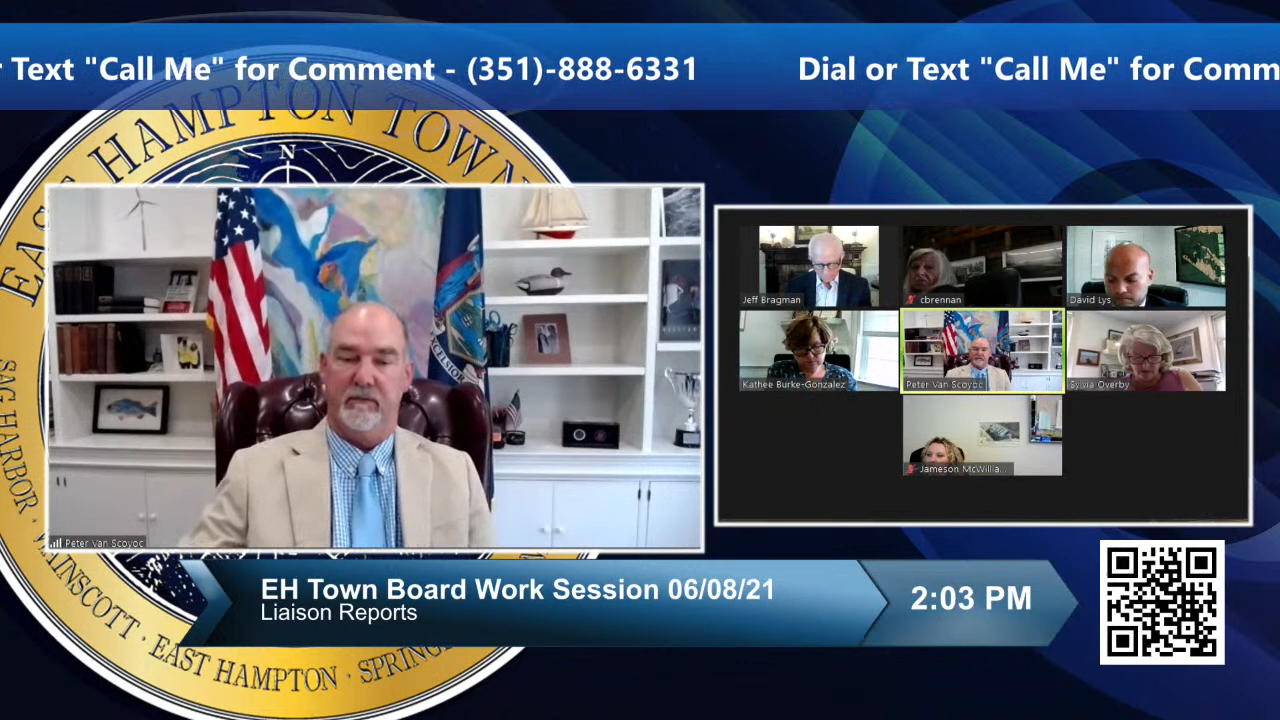 r Text "Call Me" for Comment - (351)-888-6331
Dial or Text "Call Me" for Comm
EAST HAMPTON TOWN
N
SAG HARBOR · WAINSCOTT · EAST HAMPTON · SPRING
EXCELSIOR
Peter Van Scoyoc
Jeff Bragman
cbrennan
David Lys
Kathee Burke-Gonzalez
Peter Van Scoyoc
Sylvia Overby
Jameson McWillia...
EH Town Board Work Session 06/08/21
Liaison Reports
2:03 PM